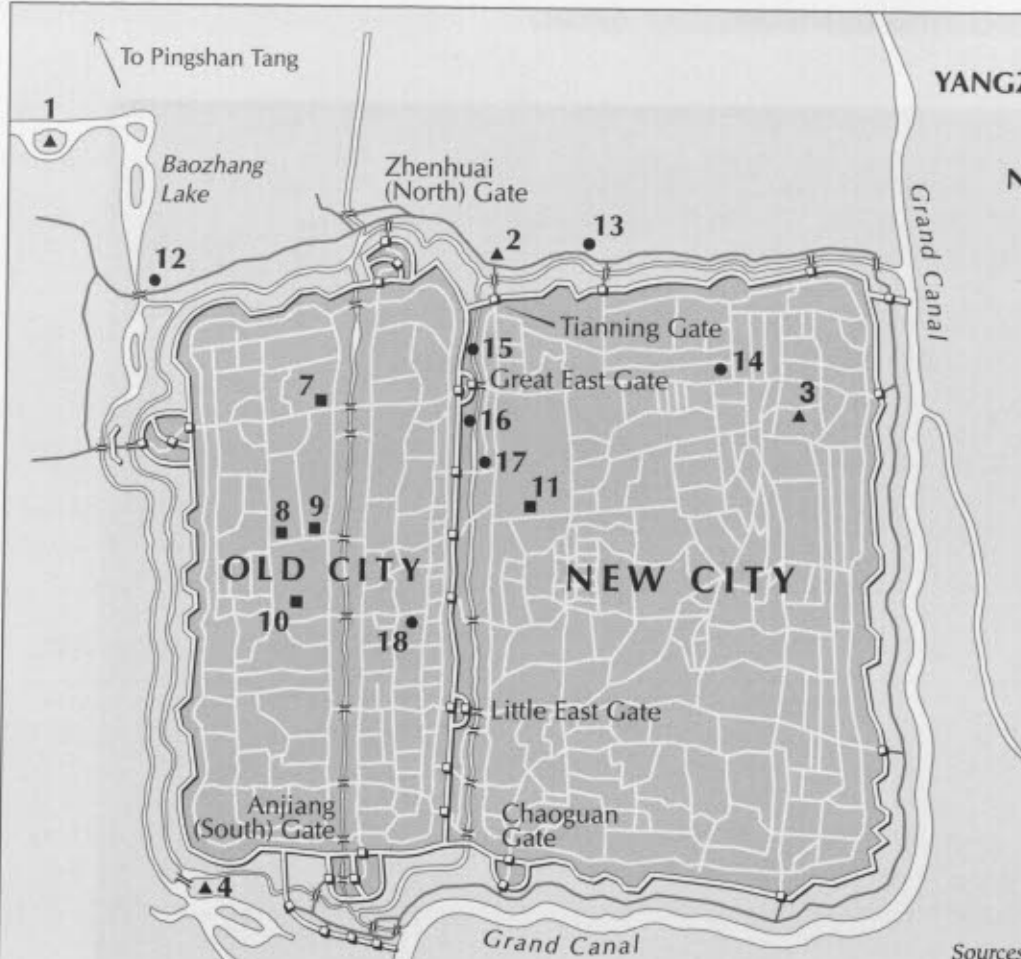 To Pingshan Tang
YANGZ
1
Baozhang
Lake
Zhenhuai
(North) Gate
N
Grand Canal
2
13
12
Tianning Gate
15
Great East Gate
14
7
3
16
17
11
8
9
OLD CITY
NEW CITY
10
18
Little East Gate
Anjiang
(South) Gate
Chaoguan
Gate
4
Grand Canal
Sources